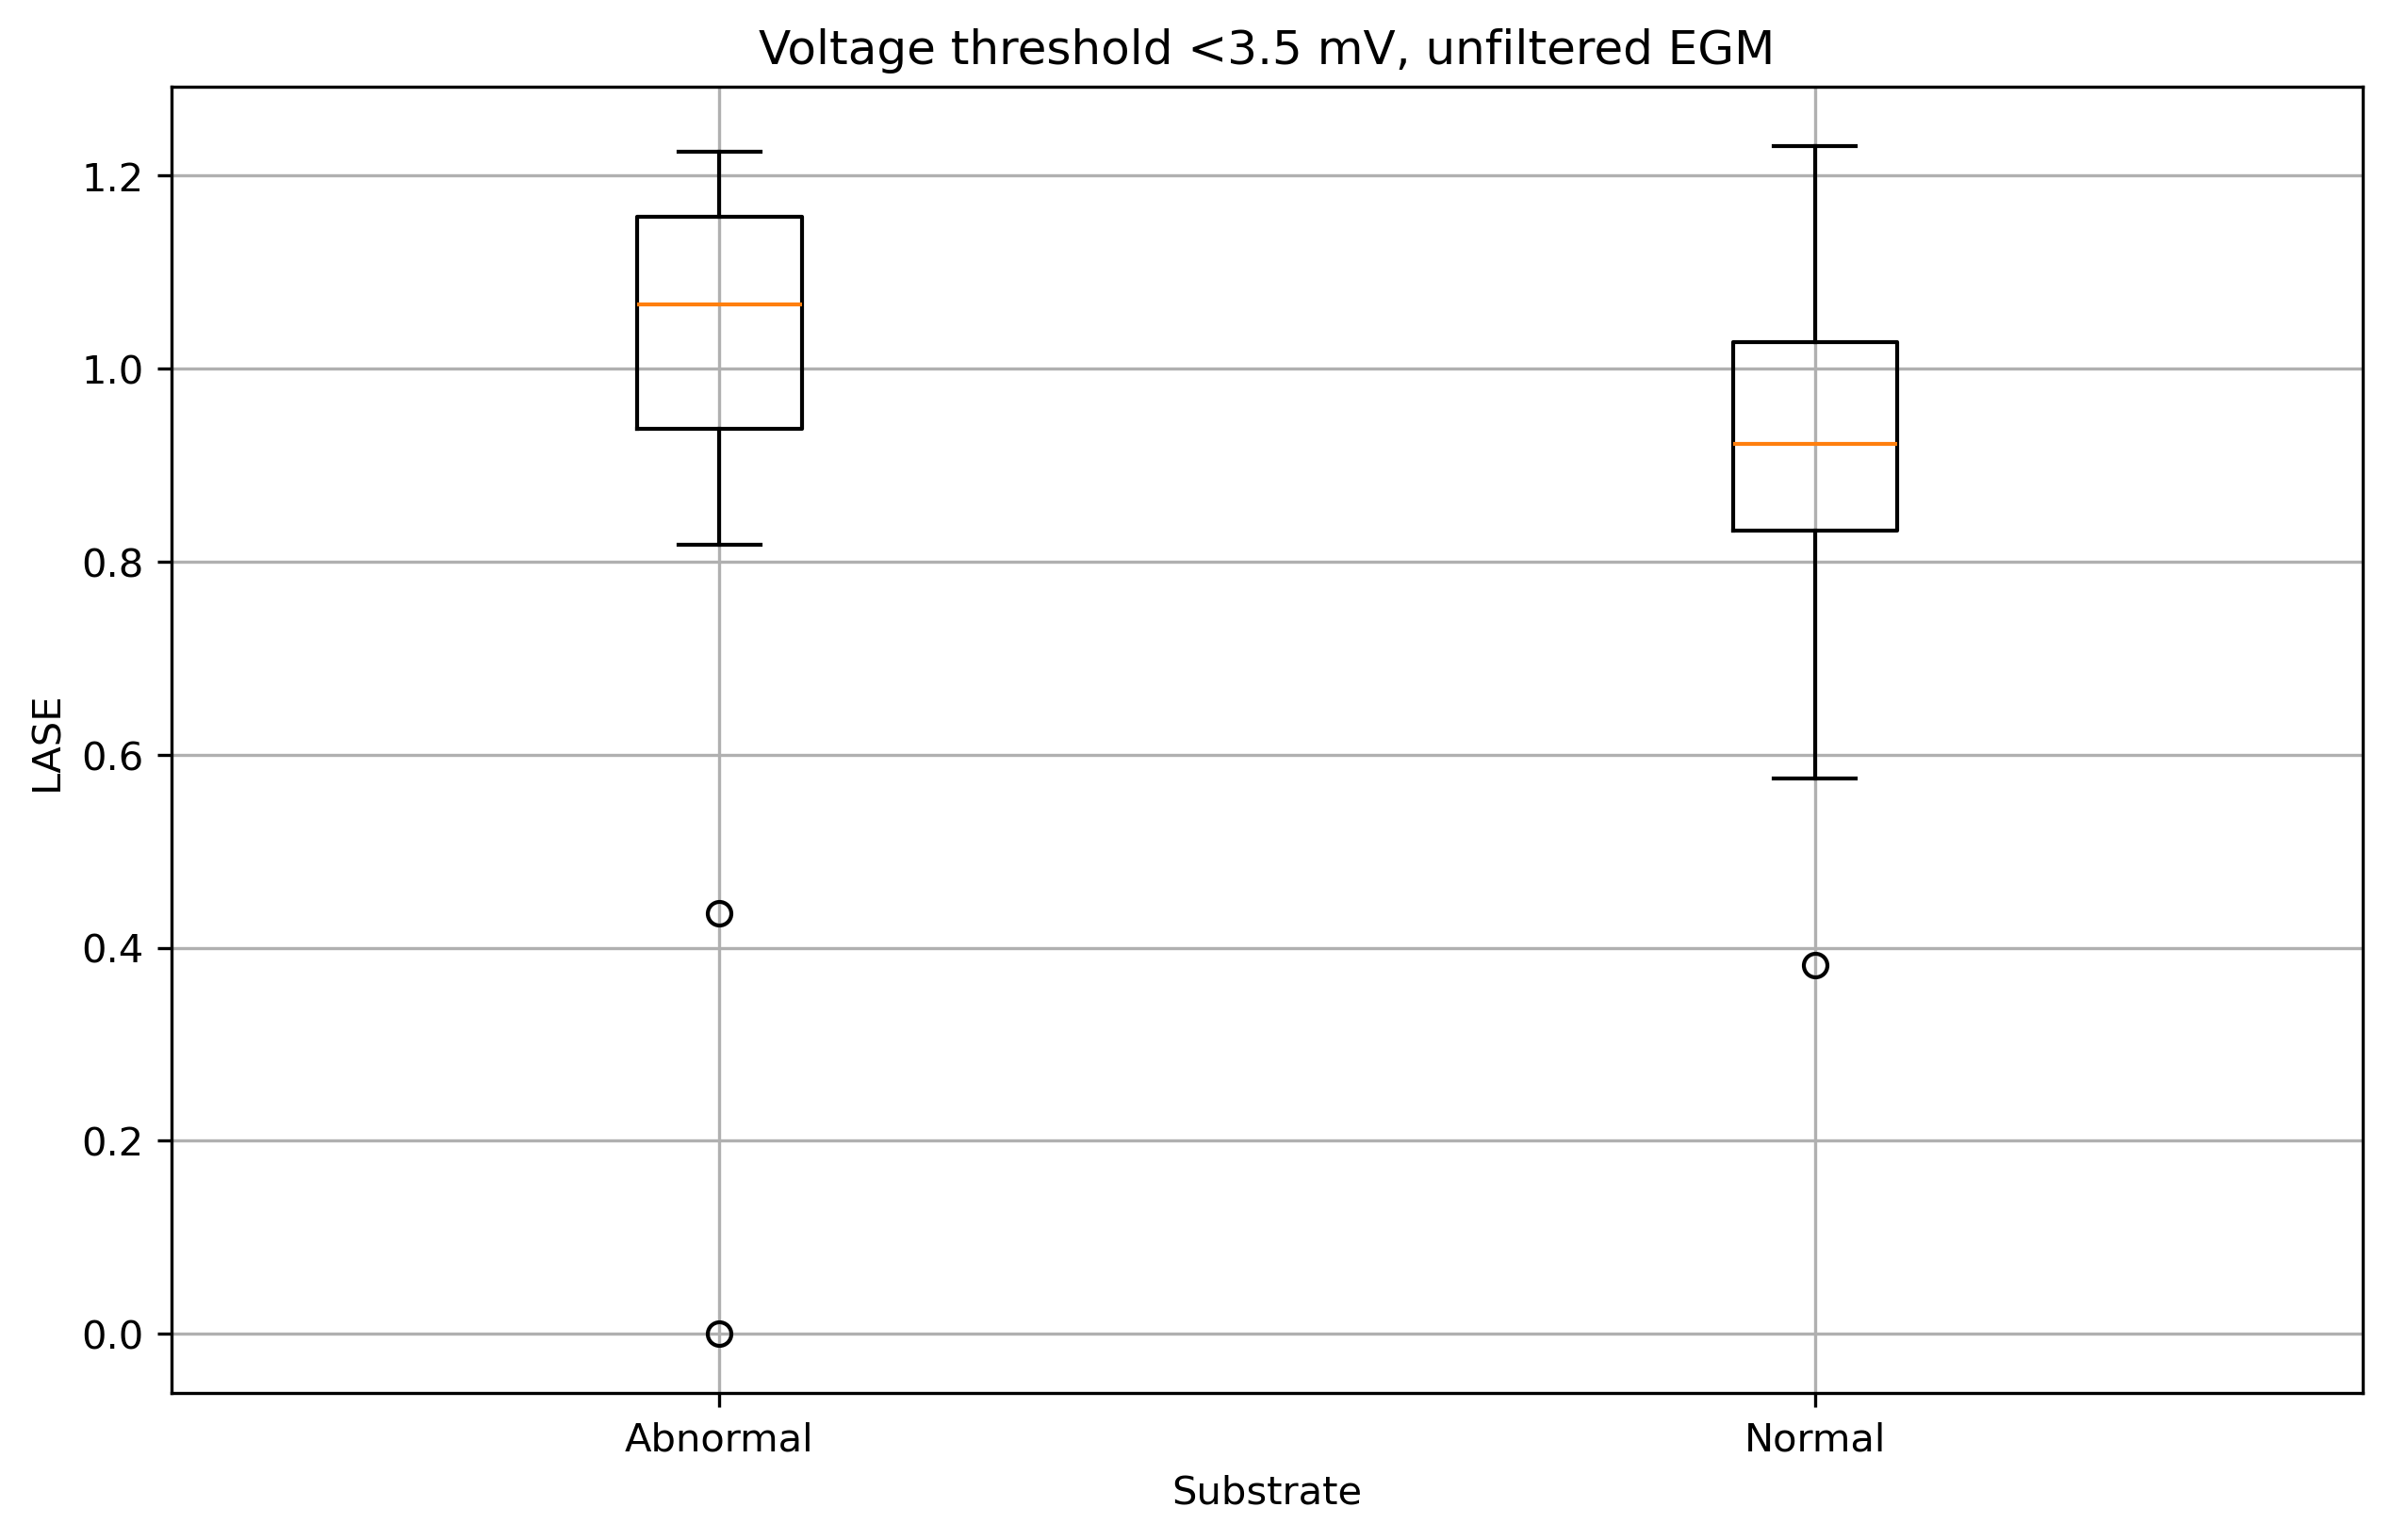 Voltage threshold <3.5 mV, unfiltered EGM
1.2
1.0
0.8
0.6
0.4
0.2
0.0
LASE
Abnormal
Normal
Substrate